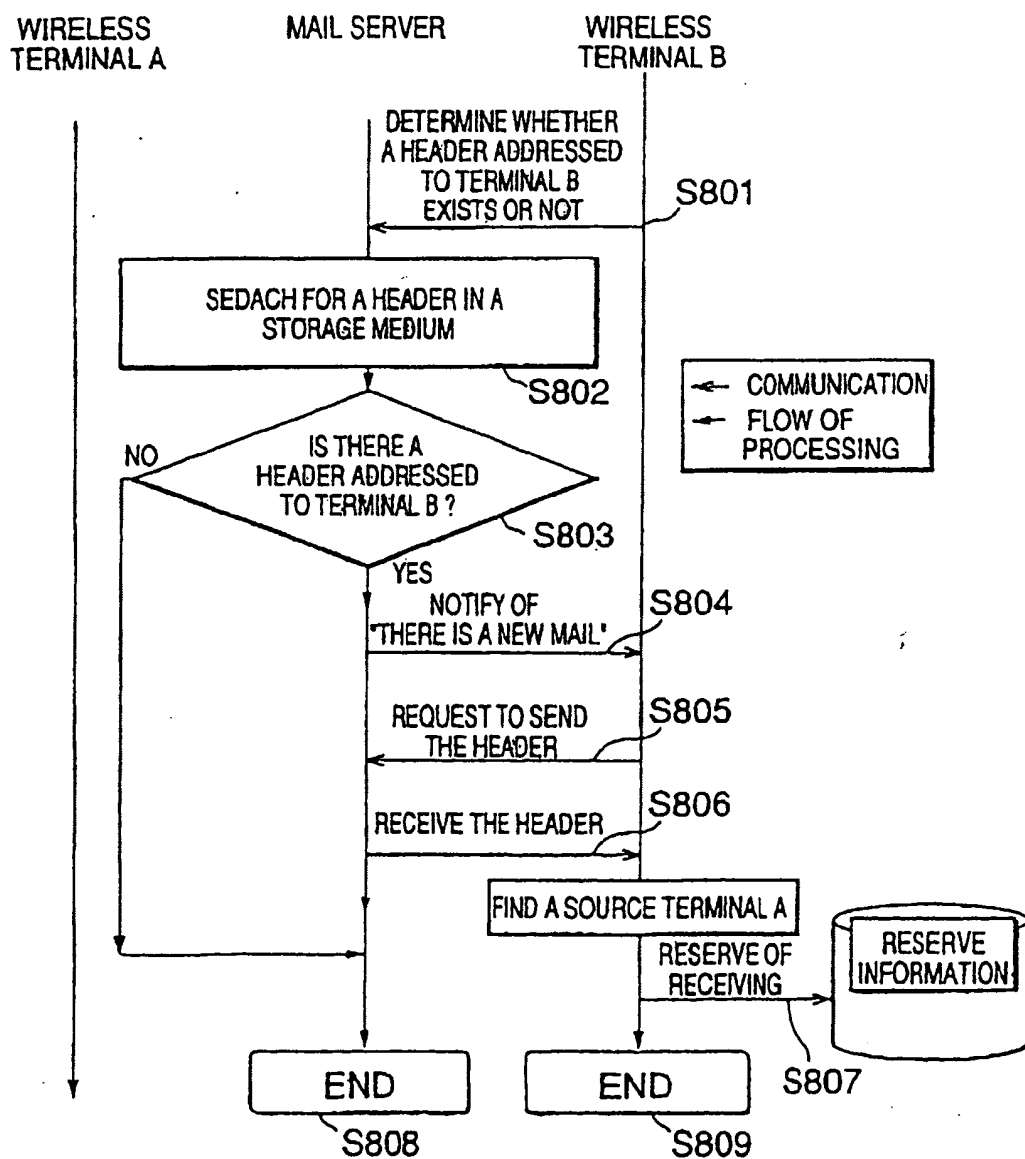 WIRELESS
TERMINAL A
MAIL SERVER
WIRELESS
TERMINAL B
DETERMINE WHETHER
A HEADER ADDRESSED
TO TERMINAL B
EXISTS OR NOT
S801
SEDACH FOR A HEADER IN A
STORAGE MEDIUM
S802
COMMUNICATION
FLOW OF
PROCESSING
NO
IS THERE A
HEADER ADDRESSED
TO TERMINAL B ?
S803
YES
NOTIFY OF
"THERE IS A NEW MAIL"
S804
REQUEST TO SEND
THE HEADER
S805
RECEIVE THE HEADER
S806
FIND A SOURCE TERMINAL A
RESERVE OF
RECEIVING
RESERVE
INFORMATION
S807
END
S808
END
S809